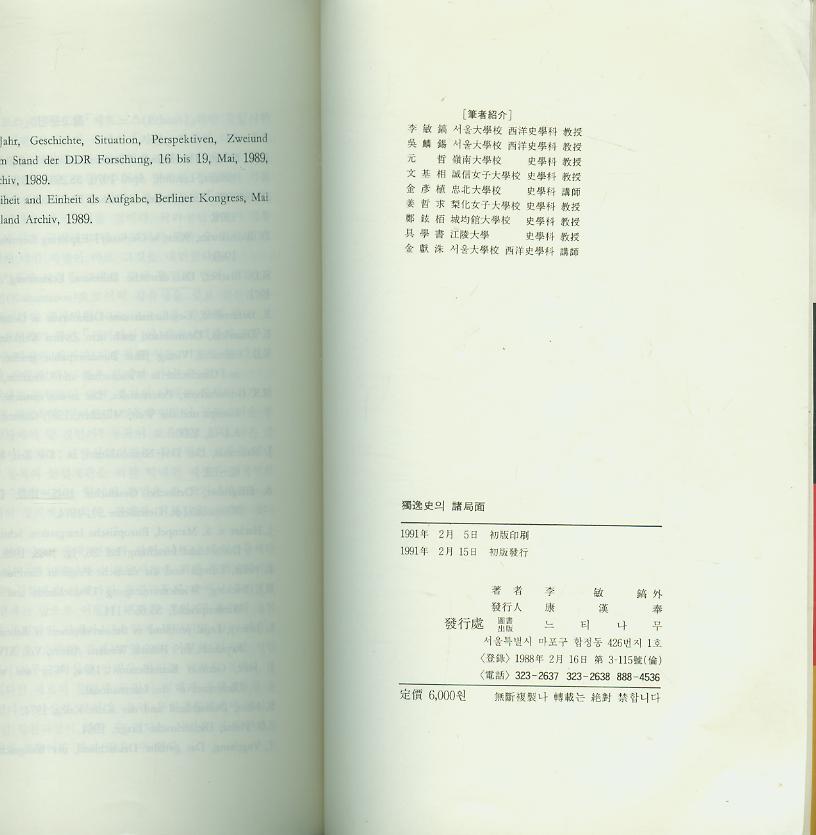 Jahr, Geschichte, Situation, Perspektiven, Zweiund
m Stand der DDR Forschung, 16 bis 19, Mai, 1989,
chiv, 1989.
iheit and Einheit als Aufgabe, Berliner Kongress, Mai
land Archiv, 1989.
[筆者紹介]
李敏鎬 서울大學校 西洋史學科 敎授
吳麟錫 서울大學校 西洋史學科 敎授
元 哲 嶺南大學校 史學科 敎授
文基相 誠信女子大學校 史學科 敎授
金彦植 忠北大學校 史學科 講師
姜哲求 梨化女子大學校 史學科 敎授
鄭鉉栢 城均館大學校 史學科 敎授
具學書 江陵大學 史學科 敎授
金獻洙 서울大學校 西洋史學科 講師
獨逸史의 諸局面
1991年 2月 5日 初版印刷
1991年 2月 15日 初版發行
著者 李敏鎬外
發行人 康漢奉
發行處 圖書出版 느티나무
서울특별시 마포구 합정동 426번지 1호
〈登錄〉1988年 2月 16日 第 3-115號(倫)
〈電話〉323-2637 323-2638 888-4536
定價 6,000원 無斷複製나 轉載는 絶對 禁합니다